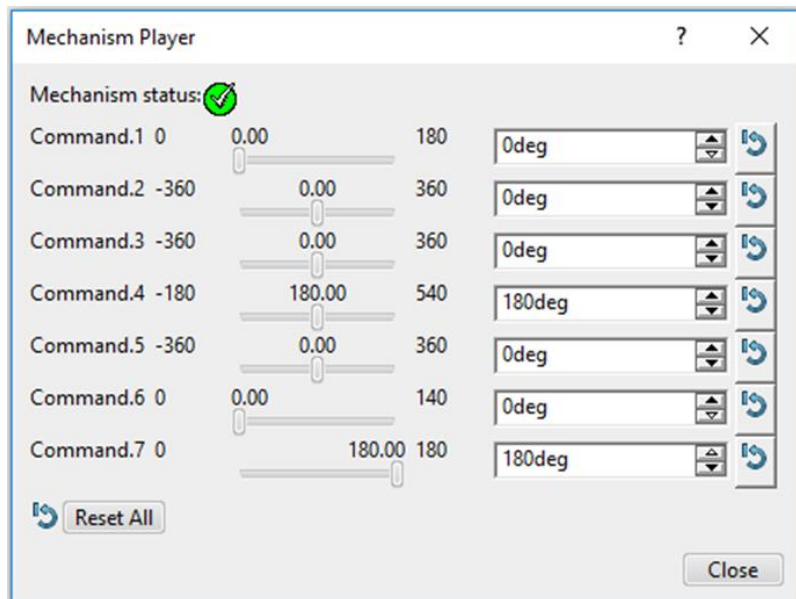 Mechanism Player ?
Mechanism status:
Command.1 0 0.00 180 0deg
Command.2 -360 0.00 360 0deg
Command.3 -360 0.00 360 0deg
Command.4 -180 180.00 540 180deg
Command.5 -360 0.00 360 0deg
Command.6 0 0.00 140 0deg
Command.7 0 180.00 180 180deg
Reset All
Close